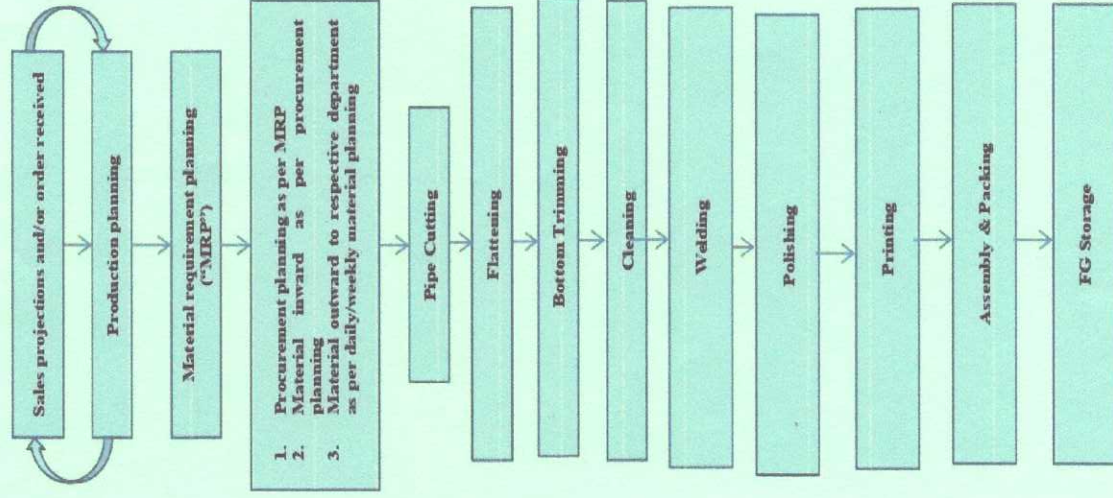 Sales projections and/or order received
Production planning
Material requirement planning
("MRP")
1. Procurement planning as per MRP
2. Material inward as per procurement
planning
3. Material outward to respective department
as per daily/weekly material planning
Pipe Cutting
Flattening
Bottom Trimming
Cleaning
Welding
Polishing
Printing
Assembly & Packing
FG Storage